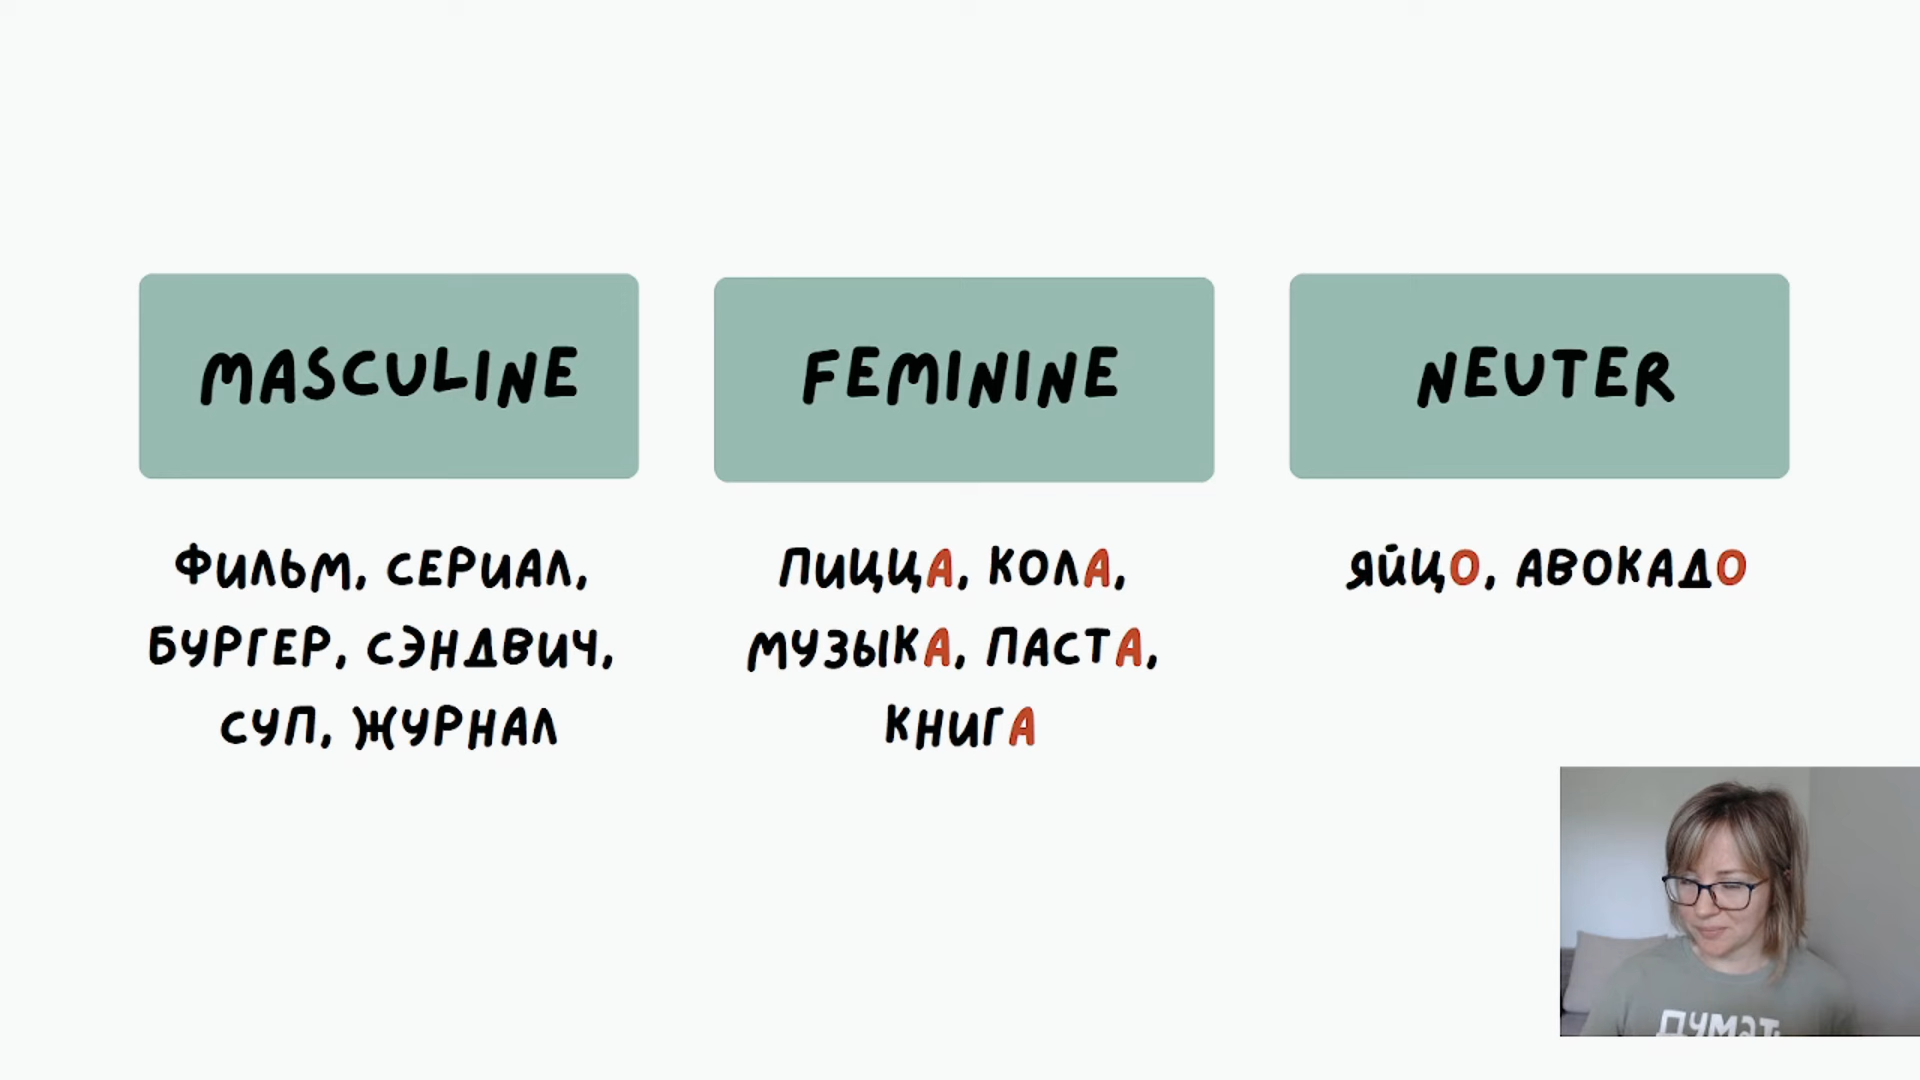 MASCULINE
ФИЛЬМ, СЕРИАЛ,
БУРГЕР, СЭНДВИЧ,
СУП, ЖУРНАЛ
FEMININE
ПИЦЦА, КОЛА,
МУЗЫКА, ПАСТА,
КНИГА
NEUTER
ЯЙЦО, АВОКАДО